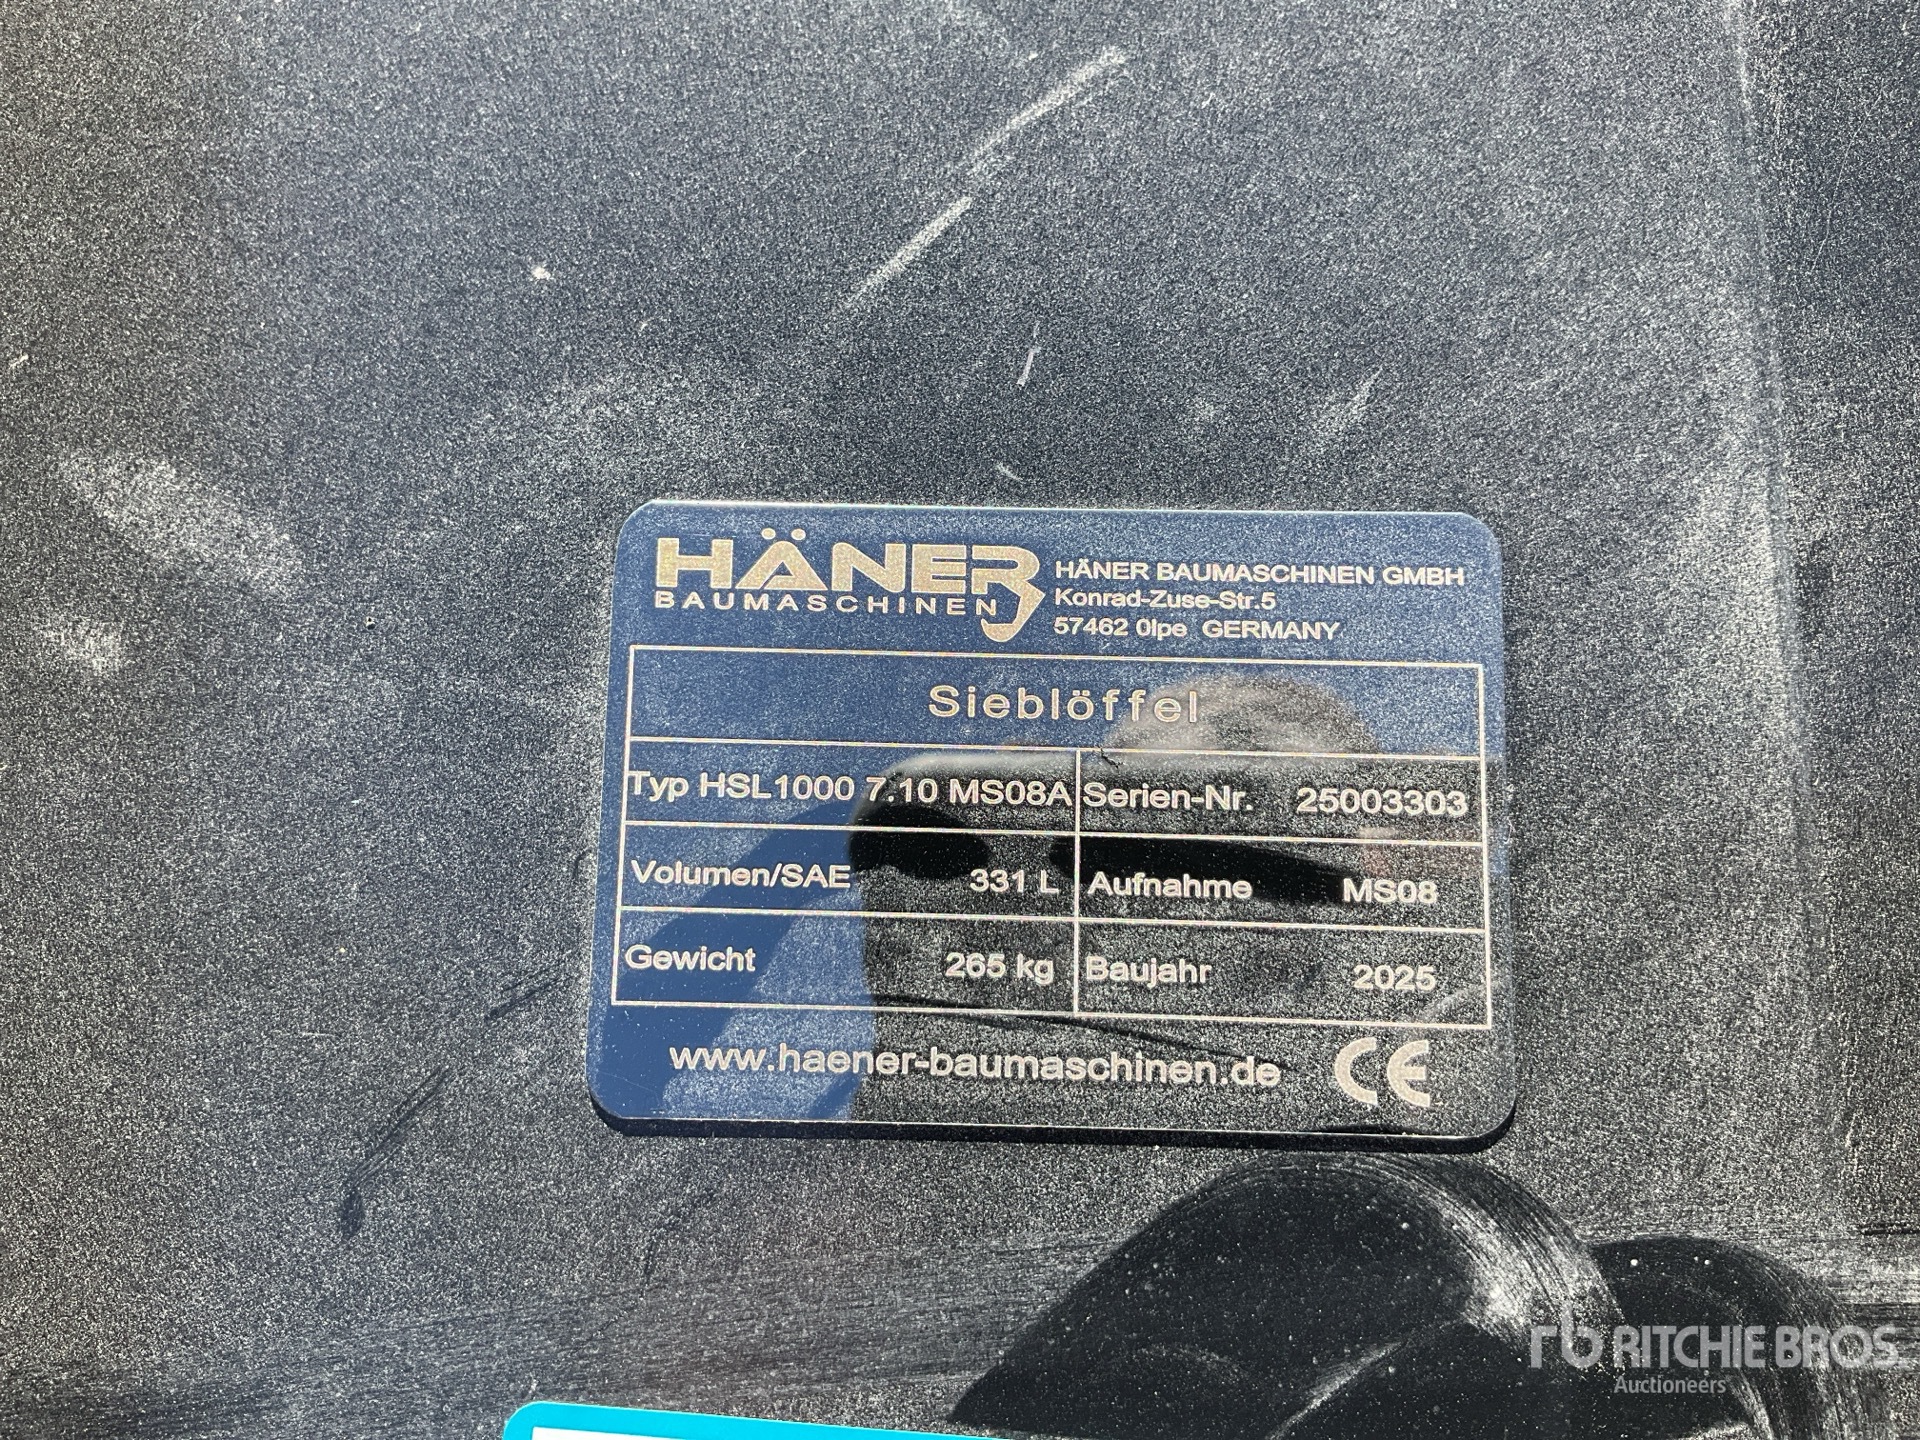 HÄNER
BAUMASCHINEN
HÄNER BAUMASCHINEN GMBH
Konrad-Zuse-Str.5
57462 0lpe GERMANY
Sieblöffel
Typ HSL1000 7.10 MS08A Serien-Nr. 25003303
Volumen/SAE 331 L Aufnahme MS08
Gewicht 265 kg Baujahr 2025
www.haener-baumaschinen.de CE
rb RITCHIE BROS.
Auctioneers